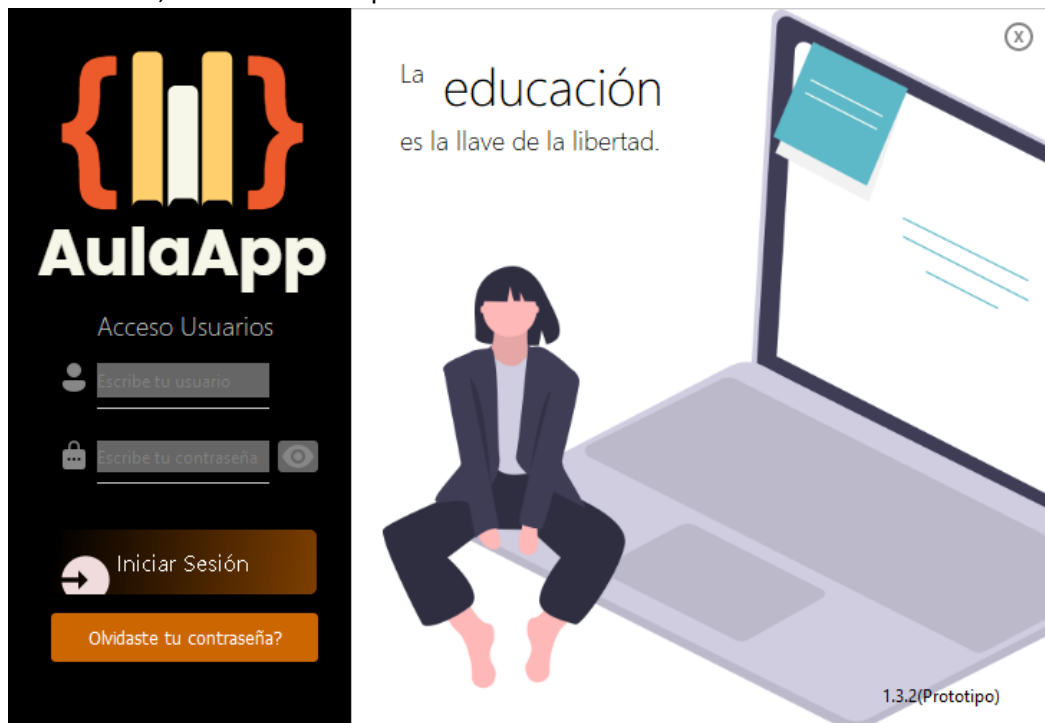 AulaApp
Acceso Usuarios
Escribe tu usuario
Escribe tu contraseña
Iniciar Sesión
Olvidaste tu contraseña?
La educación
es la llave de la libertad.
X
1.3.2(Prototipo)